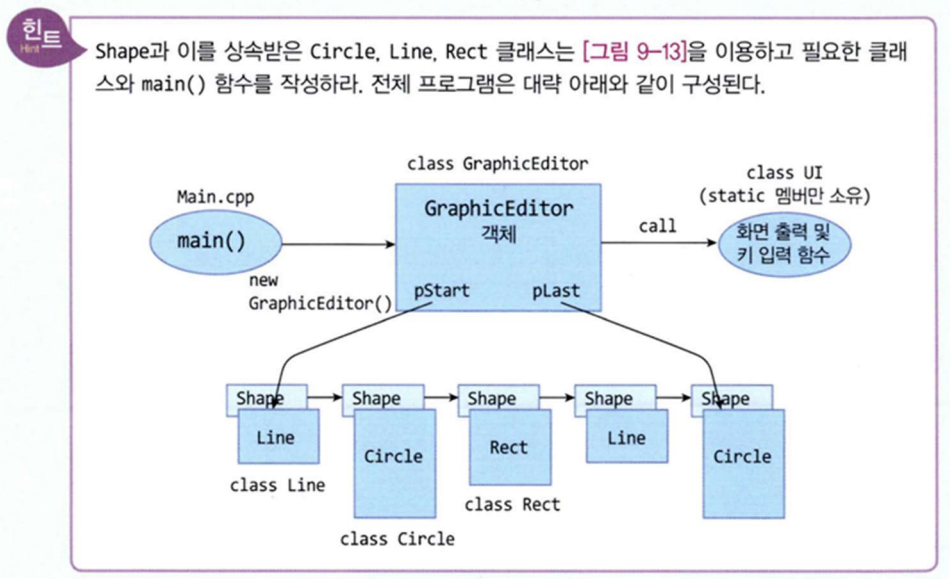 힌트
Hint
Shape과 이를 상속받은 Circle, Line, Rect 클래스는 [그림 9-13]을 이용하고 필요한 클래
스와 main() 함수를 작성하라. 전체 프로그램은 대략 아래와 같이 구성된다.
class GraphicEditor
class UI
(static 멤버만 소유)
Main.cpp
main()
GraphicEditor
객체
call
화면 출력 및
키 입력 함수
new
GraphicEditor()
pStart
pLast
Shape
Shape
Shape
Shape
Shape
Line
Circle
Rect
Line
Circle
class Line
class Rect
class Circle